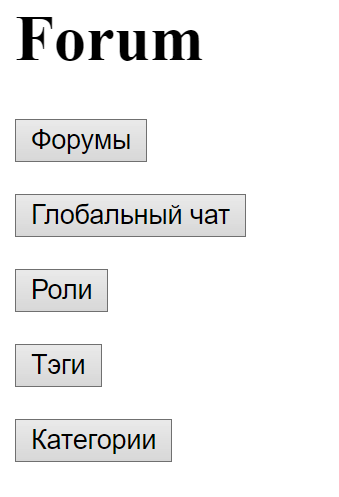 Forum
Форумы
Глобальный чат
Роли
Тэги
Категории